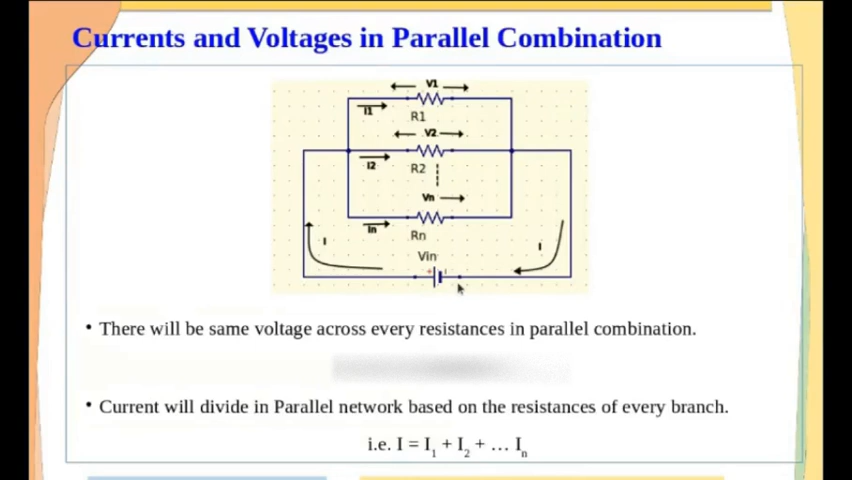 Currents and Voltages in Parallel Combination
V1
I1
R1
V2
I2
R2
Vn
In
Rn
I
I
Vin
+
• There will be same voltage across every resistances in parallel combination.
• Current will divide in Parallel network based on the resistances of every branch.
i.e. I = I₁ + I₂ + … Iₙ